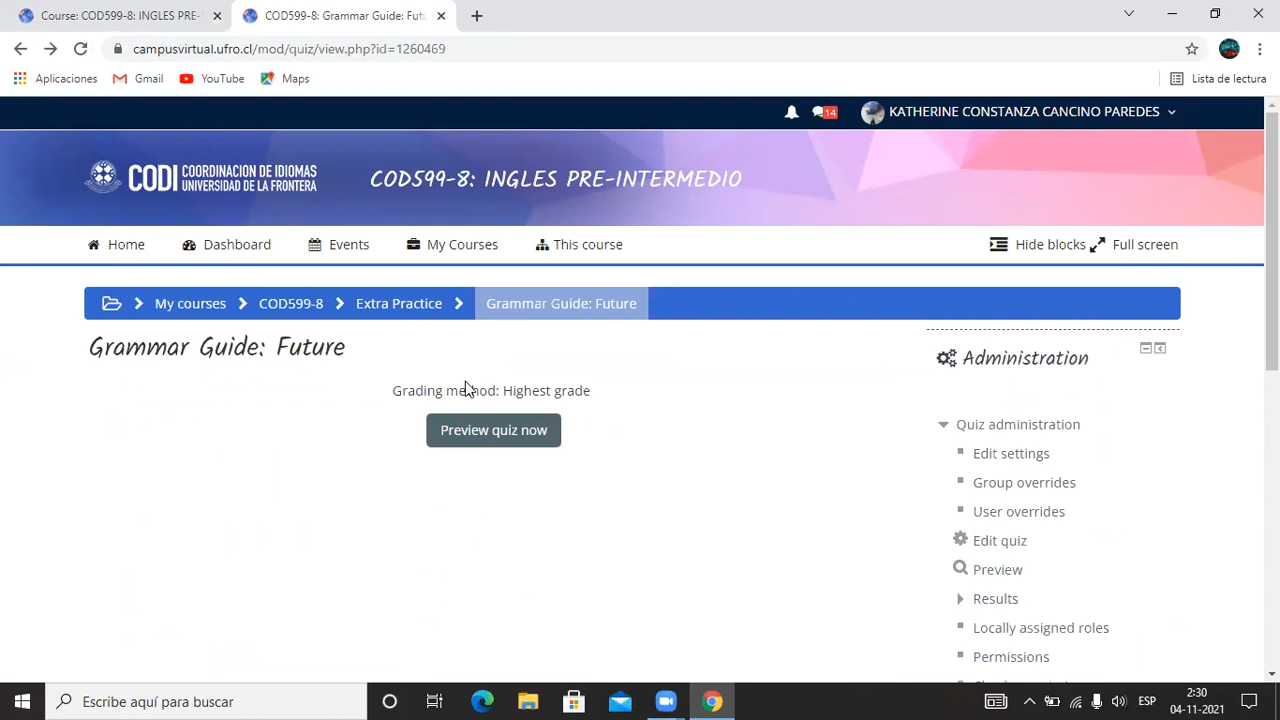 Course: COD599-8: INGLES PRE-
COD599-8: Grammar Guide: Fut
campusvirtual.ufro.cl/mod/quiz/view.php?id=1260469
Aplicaciones Gmail YouTube Maps Lista de lectura
14 KATHERINE CONSTANZA CANCINO PAREDES
CODI COORDINACION DE IDIOMAS
UNIVERSIDAD DE LA FRONTERA
COD599-8: INGLES PRE-INTERMEDIO
Home Dashboard Events My Courses This course Hide blocks Full screen
My courses COD599-8 Extra Practice Grammar Guide: Future
Grammar Guide: Future
Grading method: Highest grade
Preview quiz now
Administration
Quiz administration
Edit settings
Group overrides
User overrides
Edit quiz
Preview
Results
Locally assigned roles
Permissions
Escribe aquí para buscar
ESP
2:30
04-11-2021